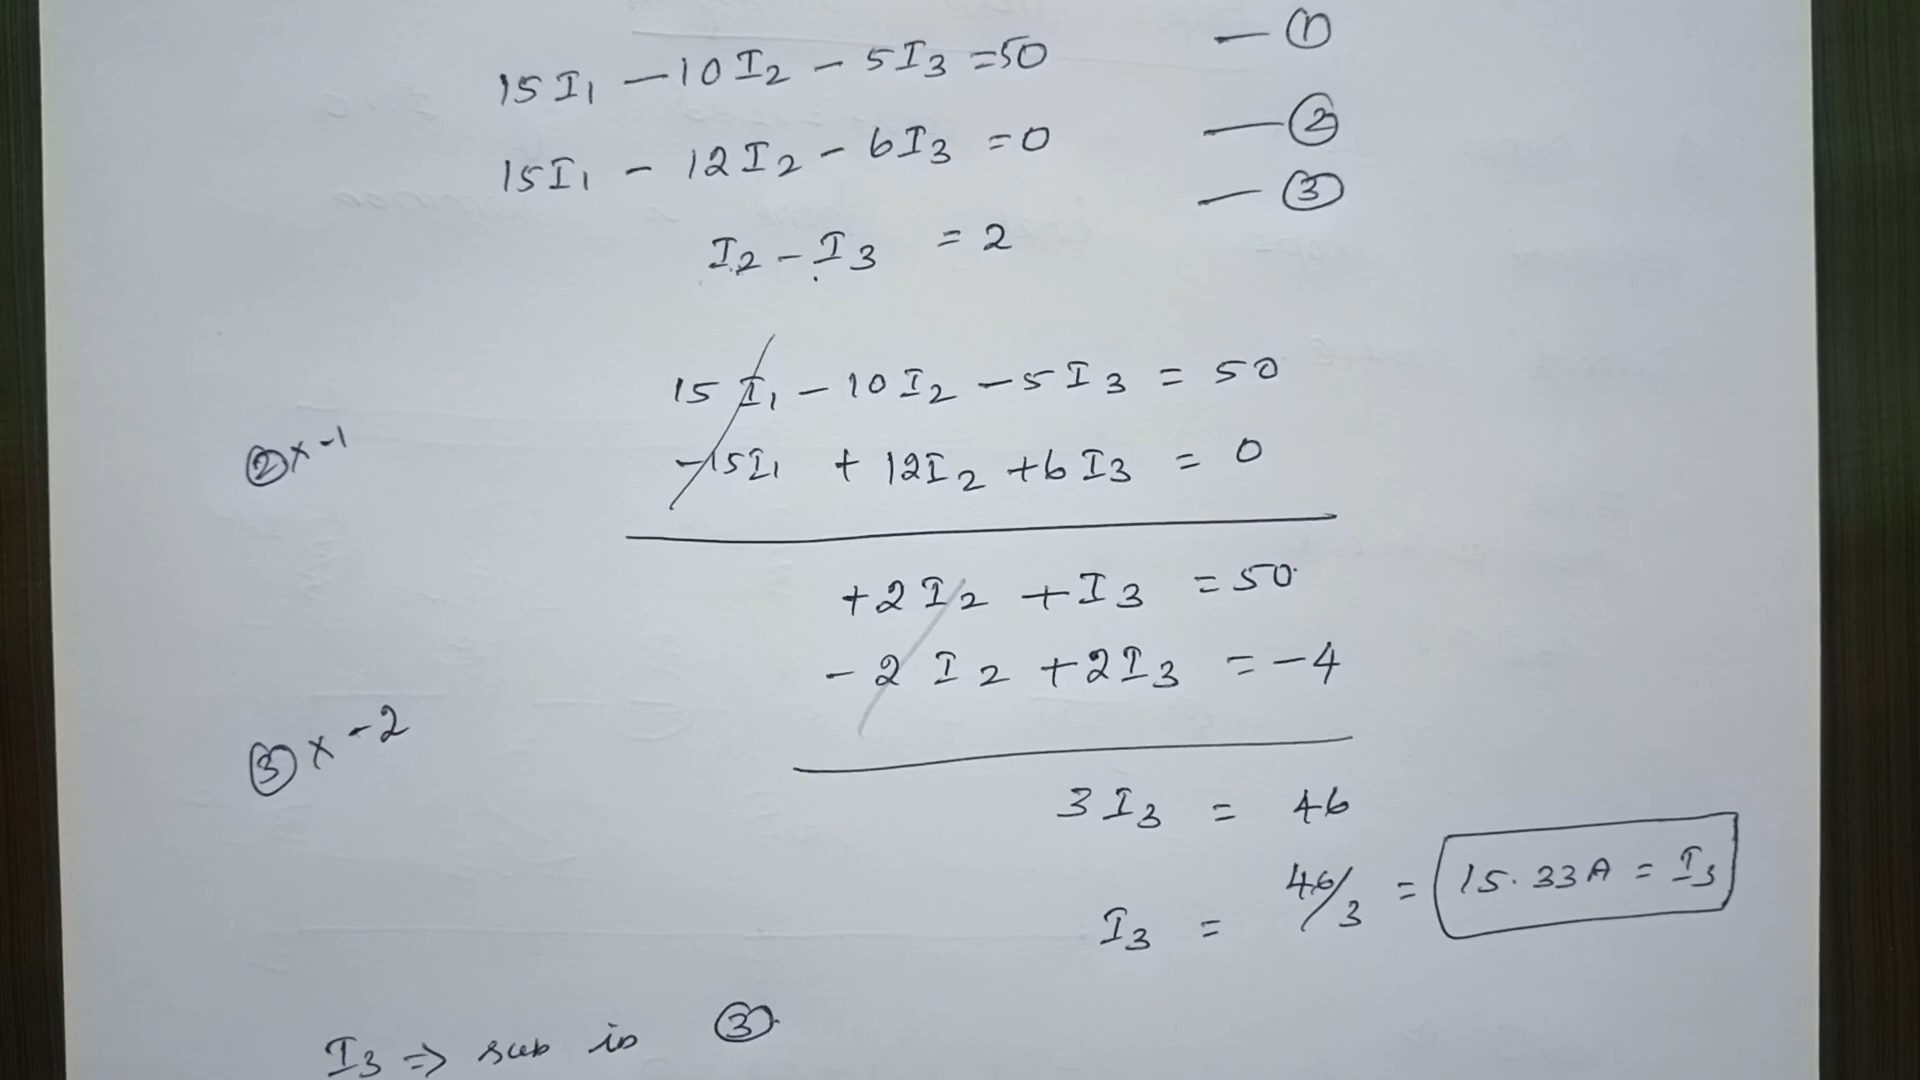 15I₁ - 10I₂ - 5I₃ = 50 — ①
15I₁ - 12I₂ - 6I₃ = 0 — ②
I₂ - I₃ = 2 — ③
15I₁ - 10I₂ - 5I₃ = 50
②x-1 -15I₁ + 12I₂ + 6I₃ = 0
+2I₂ + I₃ = 50
③x-2 -2I₂ + 2I₃ = -4
3I₃ = 46
I₃ = 46/3 = 15.33A = I₃
I₃ ⇒ sub in ③